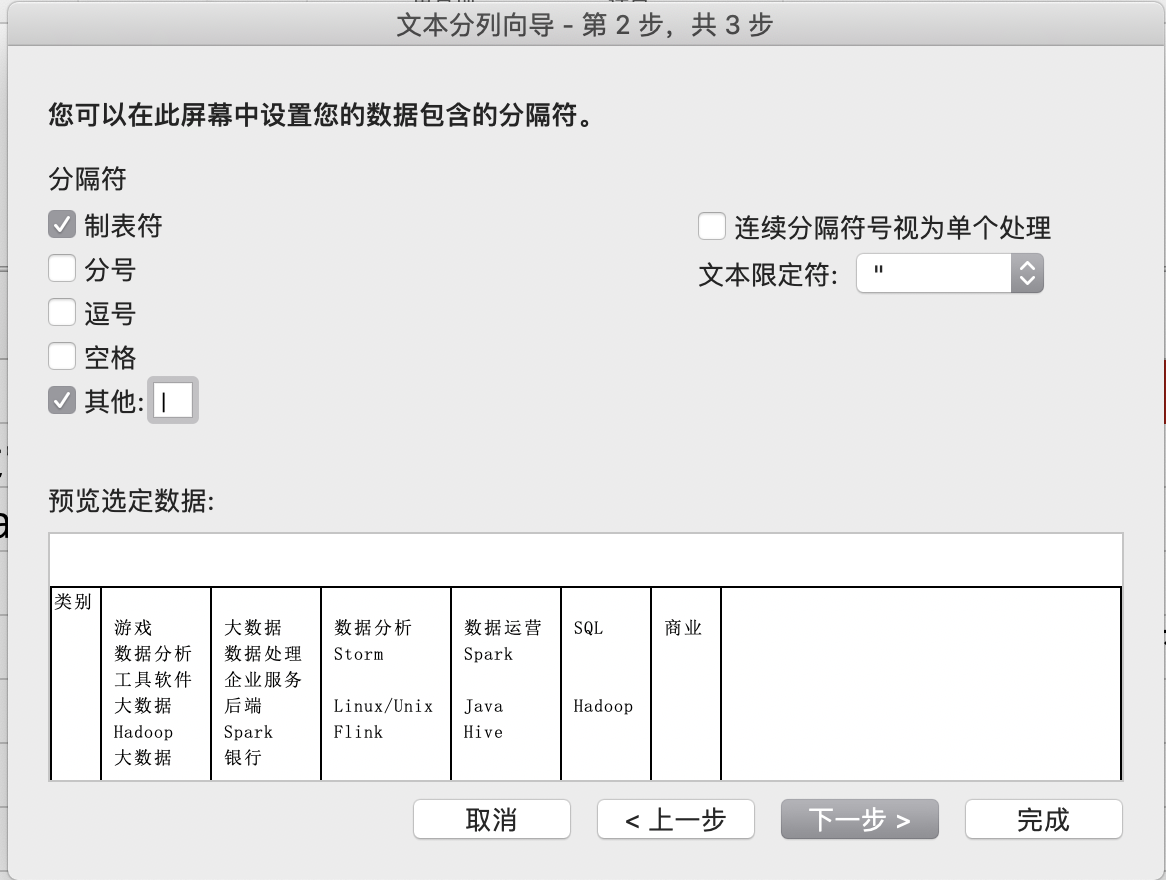 文本分列向导 - 第 2 步，共 3 步
您可以在此屏幕中设置您的数据包含的分隔符。
分隔符
制表符
分号
逗号
空格
其他: |
连续分隔符号视为单个处理
文本限定符: "
预览选定数据:
类别
游戏 大数据 数据分析 数据运营 SQL 商业
数据分析 数据处理 Storm Spark
工具软件 企业服务
大数据 后端 Linux/Unix Java Hadoop
Hadoop Spark Flink Hive
大数据 银行
取消 < 上一步 下一步 > 完成